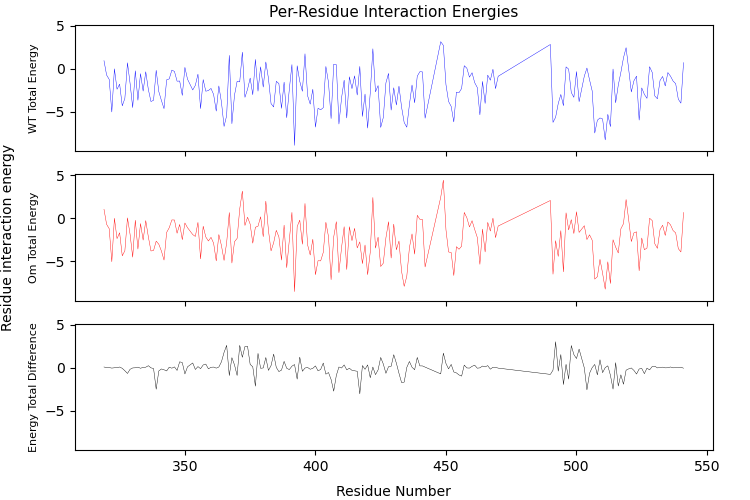 Per-Residue Interaction Energies
Residue interaction energy
WT Total Energy
5
0
−5
Om Total Energy
5
0
−5
Energy Total Difference
5
0
−5
350
400
450
500
550
Residue Number